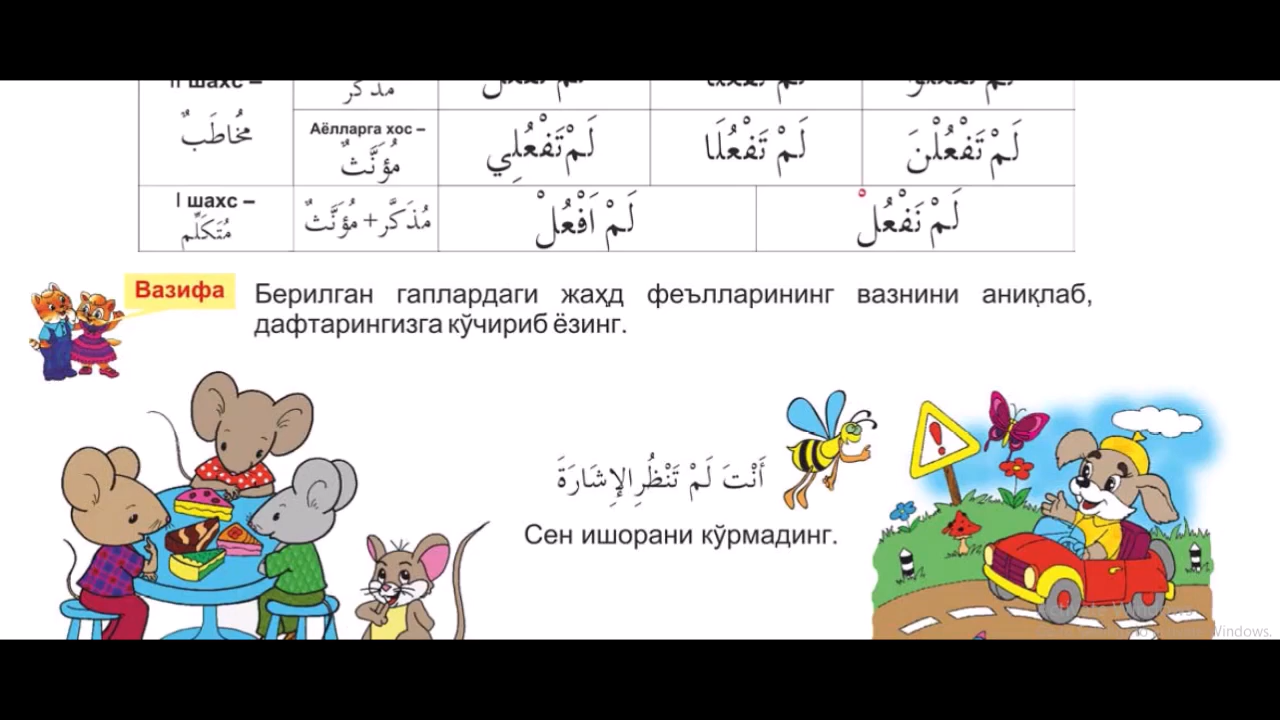 II шахс –
مُذَكَّرٌ
لَمْ تَفْعُلْ
لَمْ تَفْعُلَا
لَمْ تَفْعُلُو
مُخَاطَبٌ
Аёлларга хос –
مُؤَنَّثٌ
لَمْ تَفْعُلِي
لَمْ تَفْعُلَا
لَمْ تَفْعُلْنَ
I шахс –
مُتَكَلِّم
مُذَكَّر + مُؤَنَّثٌ
لَمْ اَفْعُلْ
لَمْ نَفْعُلْ
Вазифа
Берилган гаплардаги жаҳд феълларининг вазнини аниқлаб,
дафтарингизга кўчириб ёзинг.
أَنْتَ لَمْ تَنْظُرِ الإِشَارَةَ
Сен ишорани кўрмадинг.